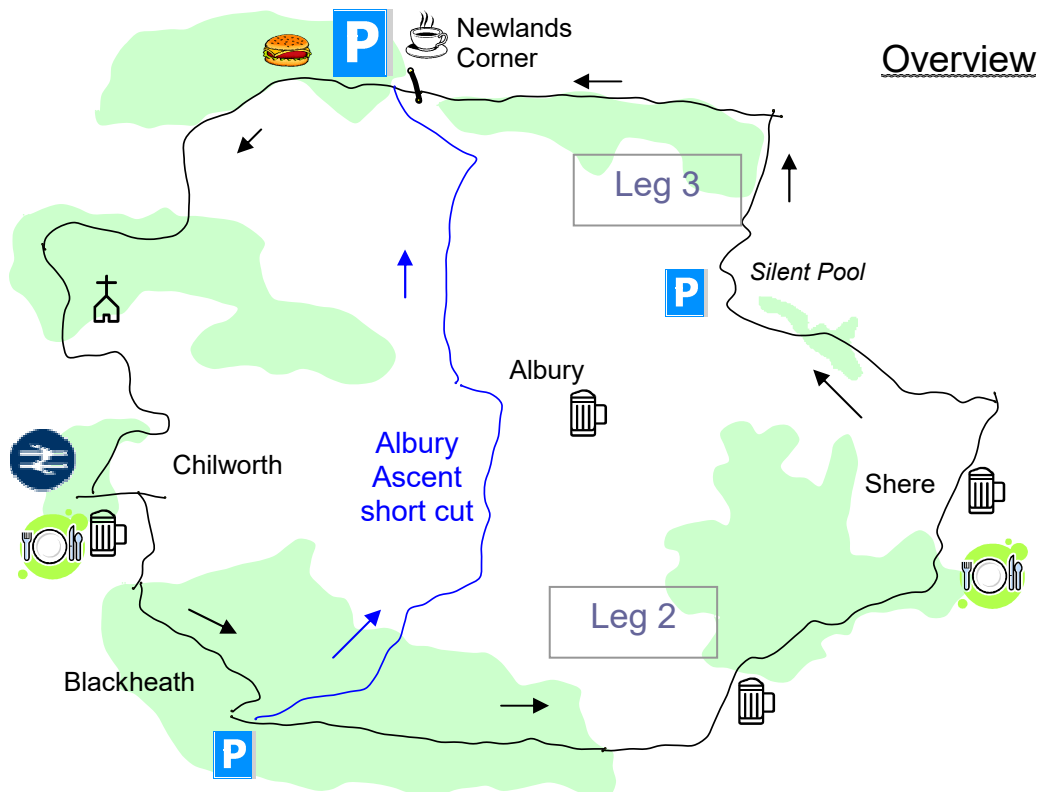 Newlands
Corner
Overview
P
Leg 3
Silent Pool
P
Albury
Albury
Ascent
short cut
Chilworth
Shere
Leg 2
Blackheath
P